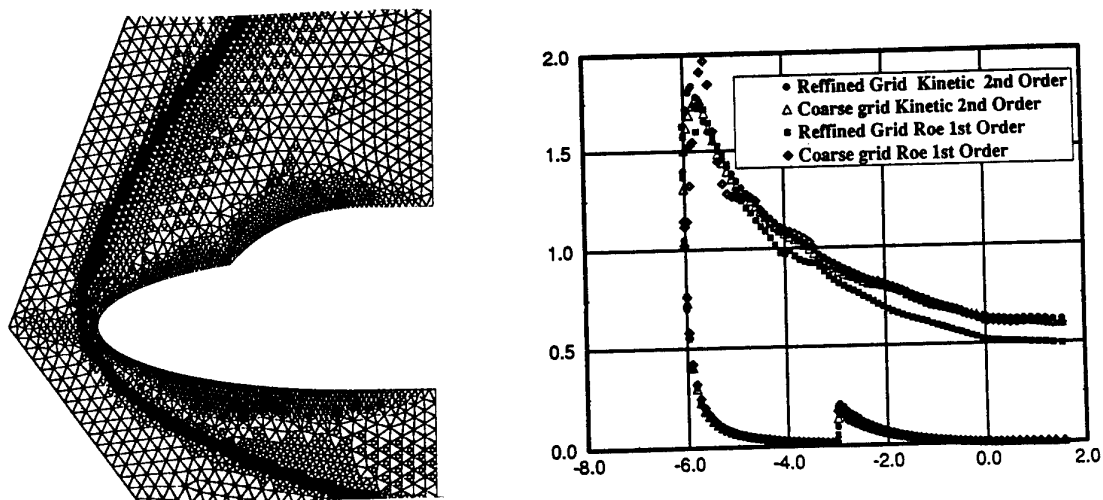 2.0
1.5
1.0
0.5
0.0
-8.0 -6.0 -4.0 -2.0 0.0 2.0
Reffined Grid Kinetic 2nd Order
Coarse grid Kinetic 2nd Order
Reffined Grid Roe 1st Order
Coarse grid Roe 1st Order